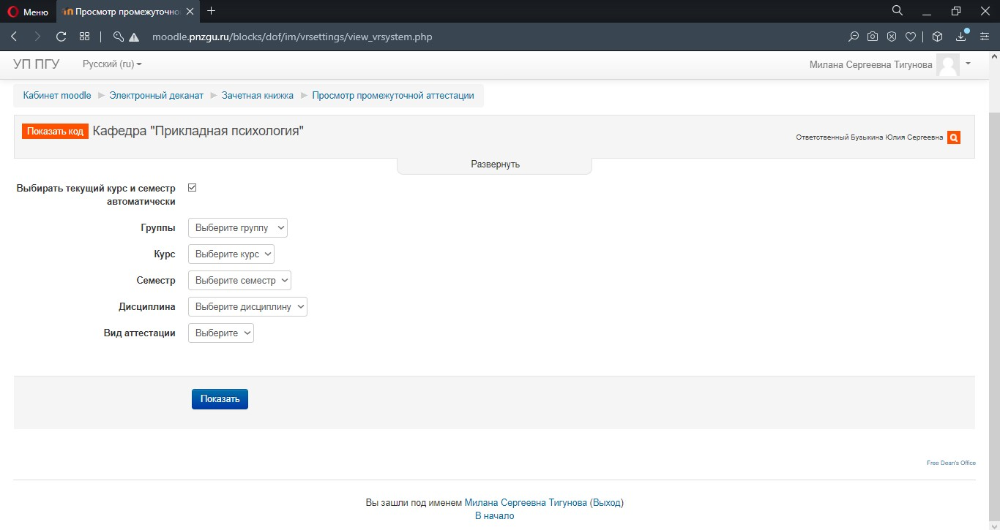 Меню
Просмотр промежуточно
moodle.pnzgu.ru/blocks/dof/im/vrsettings/view_vrsystem.php
УП ПГУ
Русский (ru)
Милана Сергеевна Тигунова
Кабинет moodle
Электронный деканат
Зачетная книжка
Просмотр промежуточной аттестации
Показать код
Кафедра "Прикладная психология"
Ответственный Бузыкина Юлия Сергеевна
Развернуть
Выбирать текущий курс и семестр
автоматически
Группы
Выберите группу
Курс
Выберите курс
Семестр
Выберите семестр
Дисциплина
Выберите дисциплину
Вид аттестации
Выберите
Показать
Free Dean's Office
Вы зашли под именем Милана Сергеевна Тигунова (Выход)
В начало